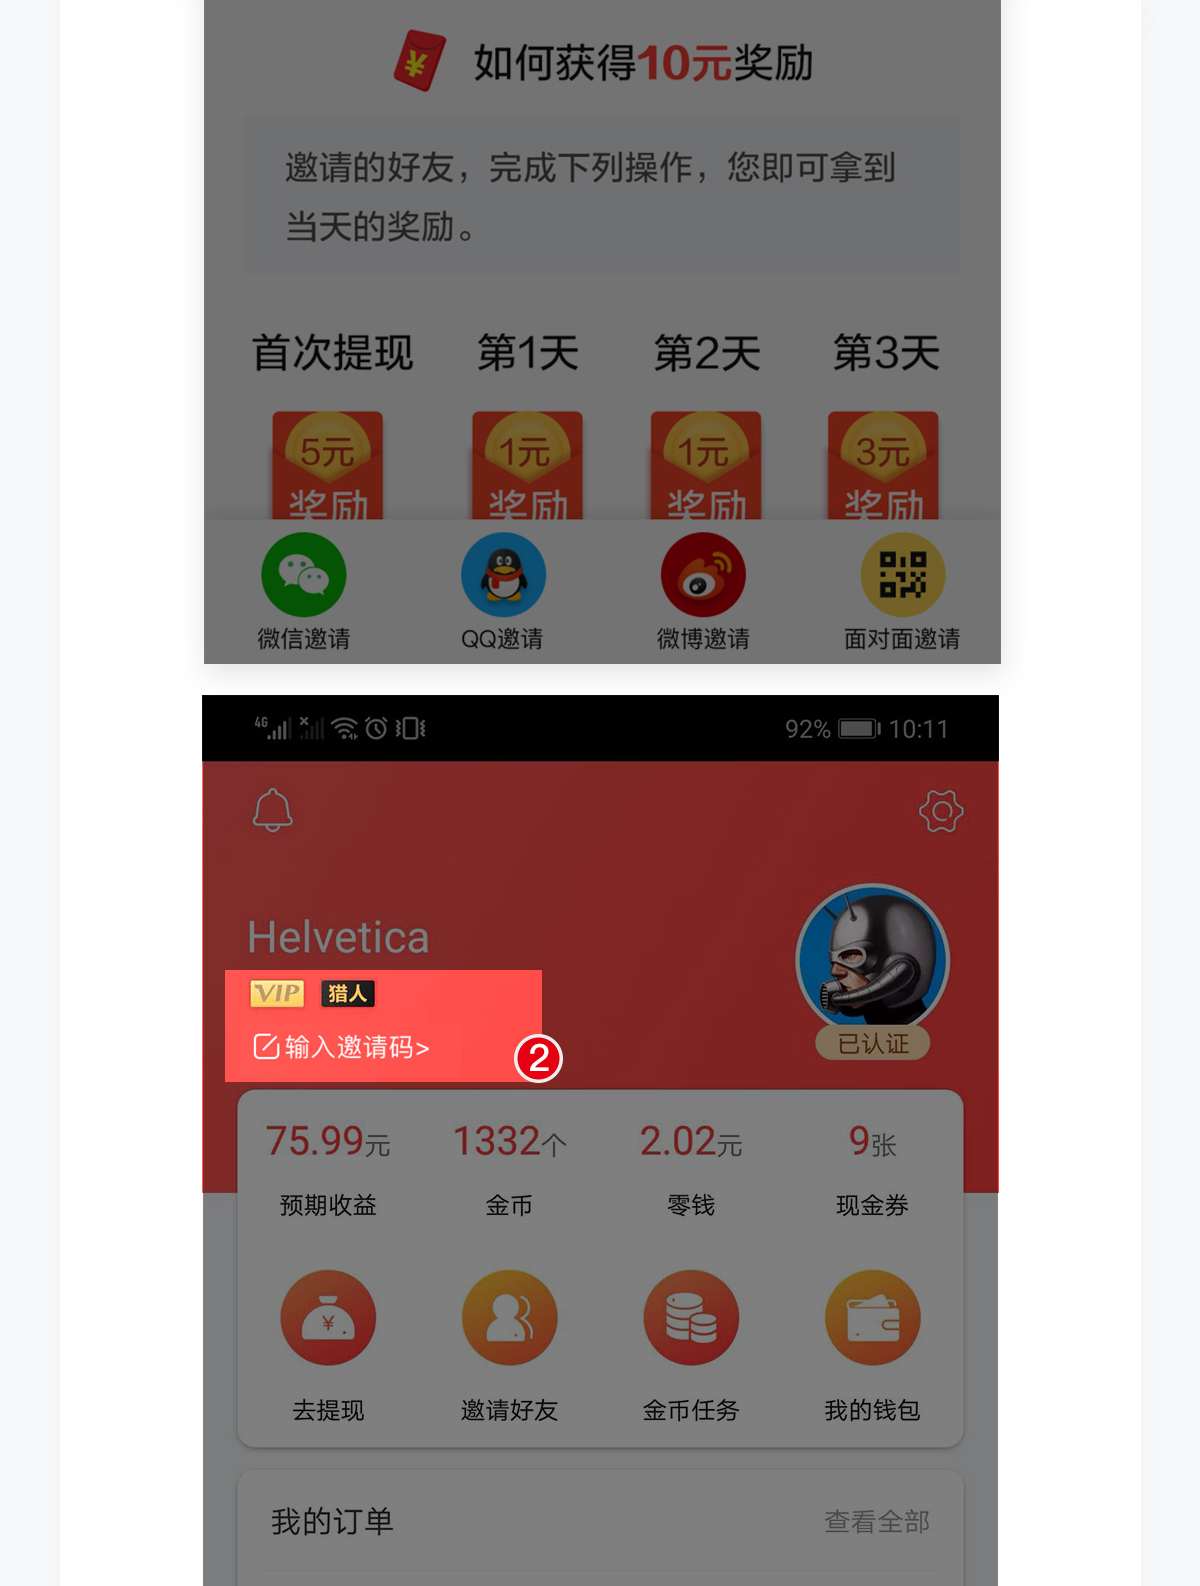 如何获得10元奖励
邀请的好友，完成下列操作，您即可拿到
当天的奖励。
首次提现 第1天 第2天 第3天
5元 1元 1元 3元
奖励 奖励 奖励 奖励
微信邀请 QQ邀请 微博邀请 面对面邀请
4G 92% 10:11
Helvetica
VIP 猎人
已认证
输入邀请码>
2
75.99元 1332个 2.02元 9张
预期收益 金币 零钱 现金券
¥
去提现 邀请好友 金币任务 我的钱包
我的订单 查看全部